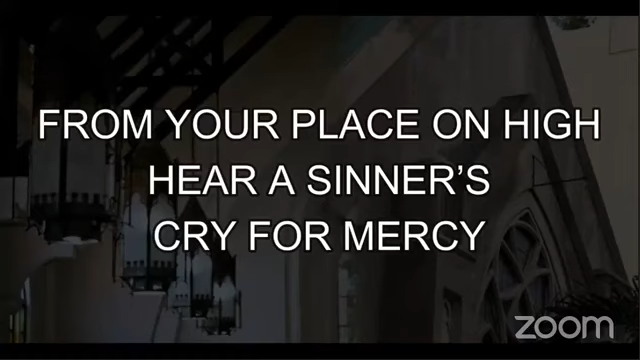 FROM YOUR PLACE ON HIGH
HEAR A SINNER’S
CRY FOR MERCY
zoom